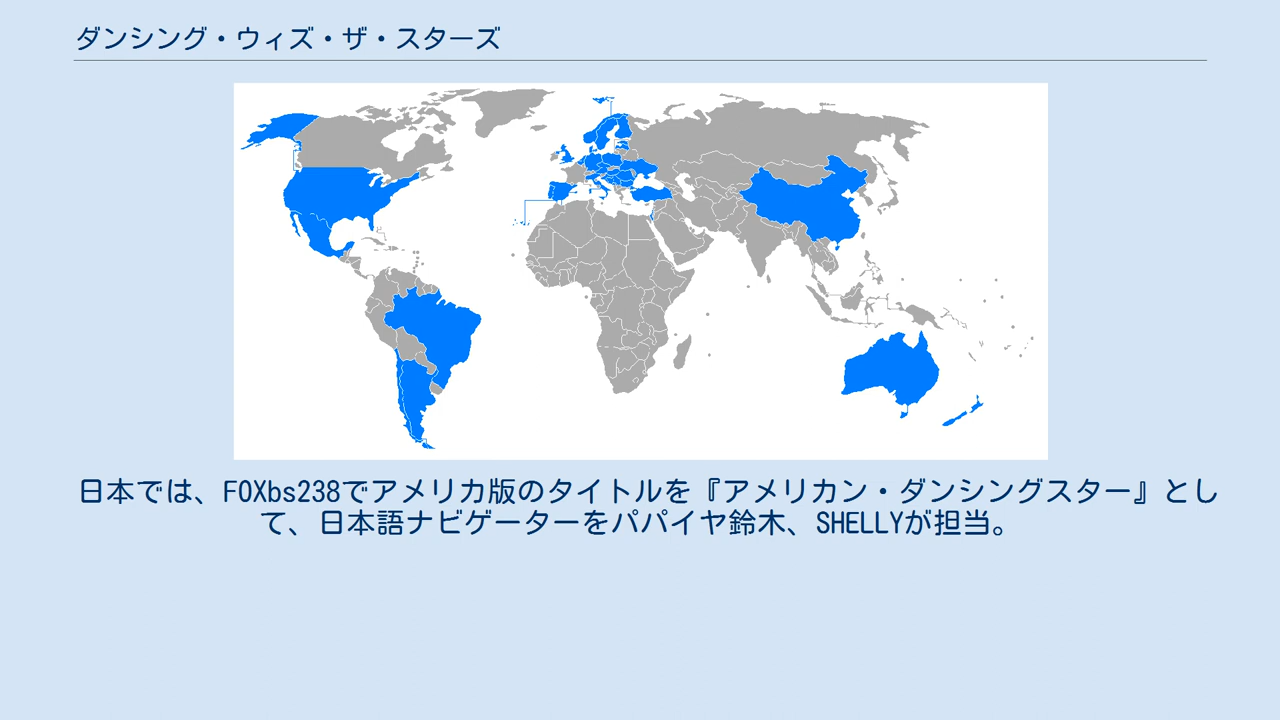 ダンシング・ウィズ・ザ・スターズ
日本では、FOXbs238でアメリカ版のタイトルを『アメリカン・ダンシングスター』とし
て、日本語ナビゲーターをパパイヤ鈴木、SHELLYが担当。